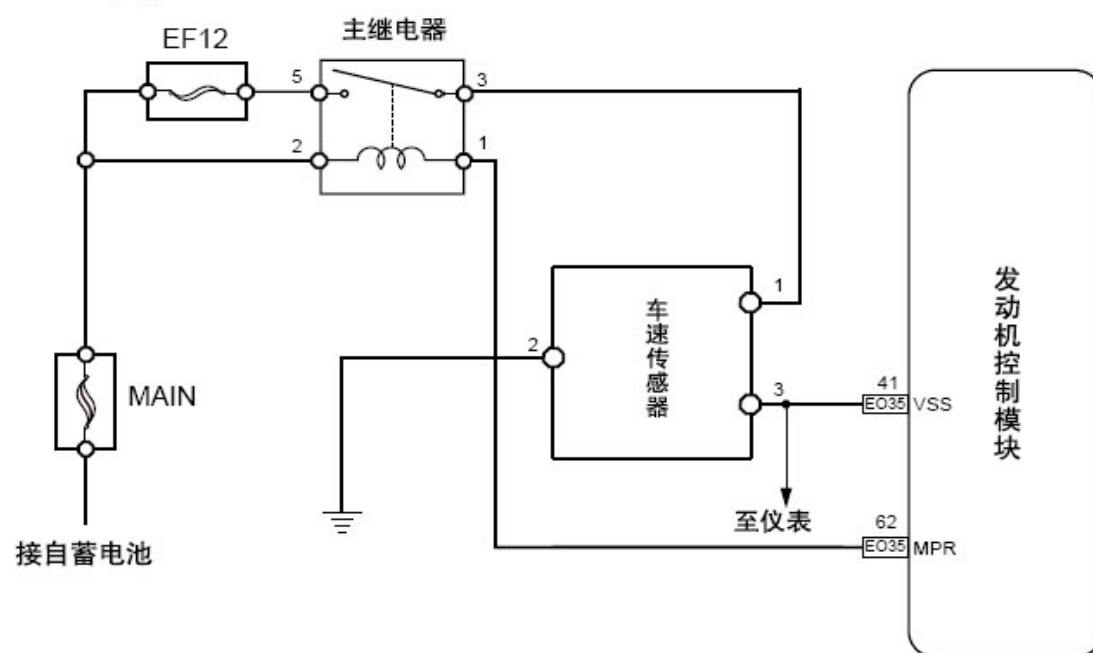 主继电器
EF12
5
3
2
1
MAIN
接自蓄电池
车速传感器
1
2
3
至仪表
41
EO35
VSS
62
EO35
MPR
发动机控制模块